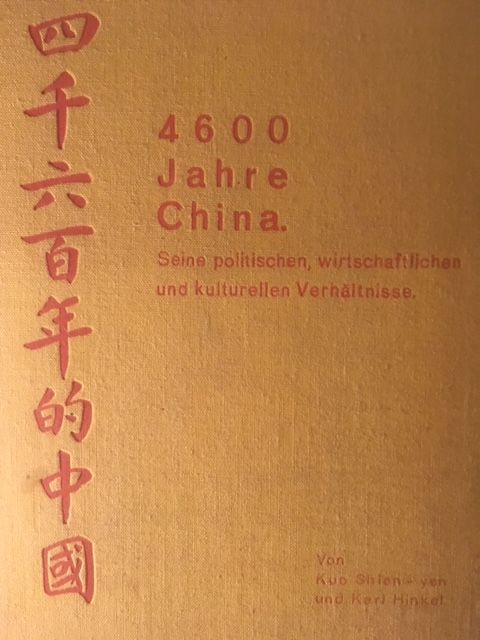 四千六百年的中國
4600
Jahre
China.
Seine politischen, wirtschaftlichen
und kulturellen Verhältnisse.
Von
Kuo Shien-yen
und Karl Hinkel